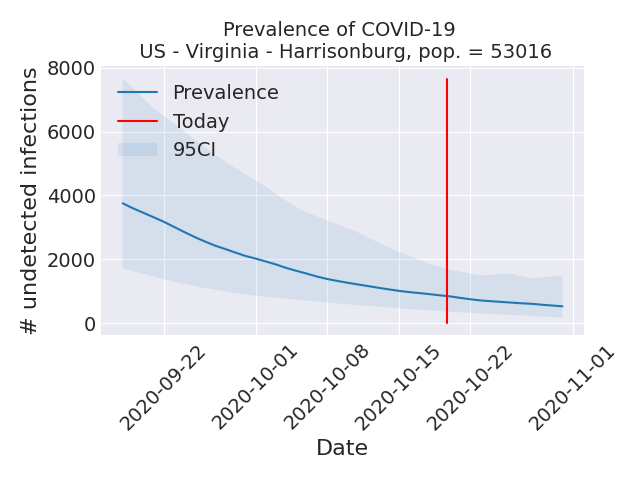 Prevalence of COVID-19
US - Virginia - Harrisonburg, pop. = 53016
# undetected infections
8000
6000
4000
2000
0
Prevalence
Today
95CI
2020-09-22
2020-10-01
2020-10-08
2020-10-15
2020-10-22
2020-11-01
Date